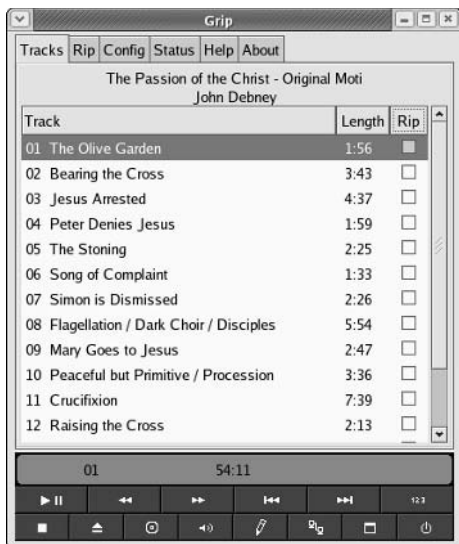 Grip
Tracks Rip Config Status Help About
The Passion of the Christ - Original Moti
John Debney
Track Length Rip
01 The Olive Garden 1:56
02 Bearing the Cross 3:43
03 Jesus Arrested 4:37
04 Peter Denies Jesus 1:59
05 The Stoning 2:25
06 Song of Complaint 1:33
07 Simon is Dismissed 2:26
08 Flagellation / Dark Choir / Disciples 5:54
09 Mary Goes to Jesus 2:47
10 Peaceful but Primitive / Procession 3:36
11 Crucifixion 7:39
12 Raising the Cross 2:13
01 54:11
123